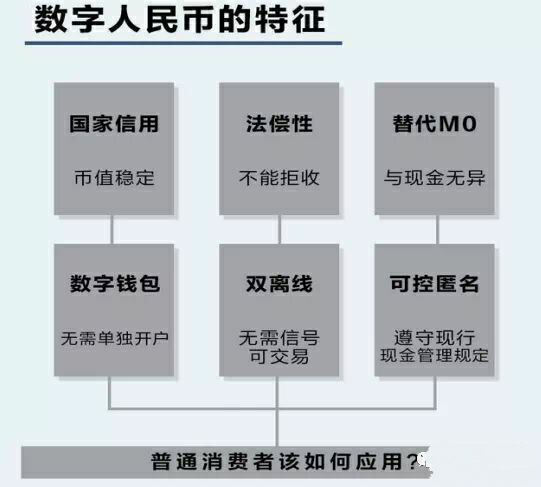 数字人民币的特征
国家信用
币值稳定
法偿性
不能拒收
替代M0
与现金无异
数字钱包
无需单独开户
双离线
无需信号
可交易
可控匿名
遵守现行
现金管理规定
普通消费者该如何应用?